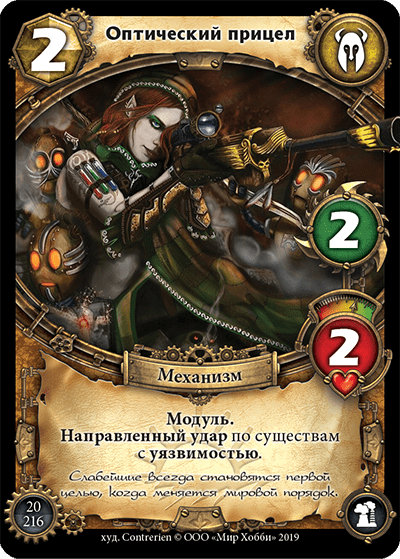 2
Оптический прицел
2
2
Механизм
Модуль.
Направленный удар по существам
с уязвимостью.
Слабейшие всегда становятся первой
целью, когда меняется мировой порядок.
20
216
худ. Contrerien © ООО «Мир Хобби» 2019